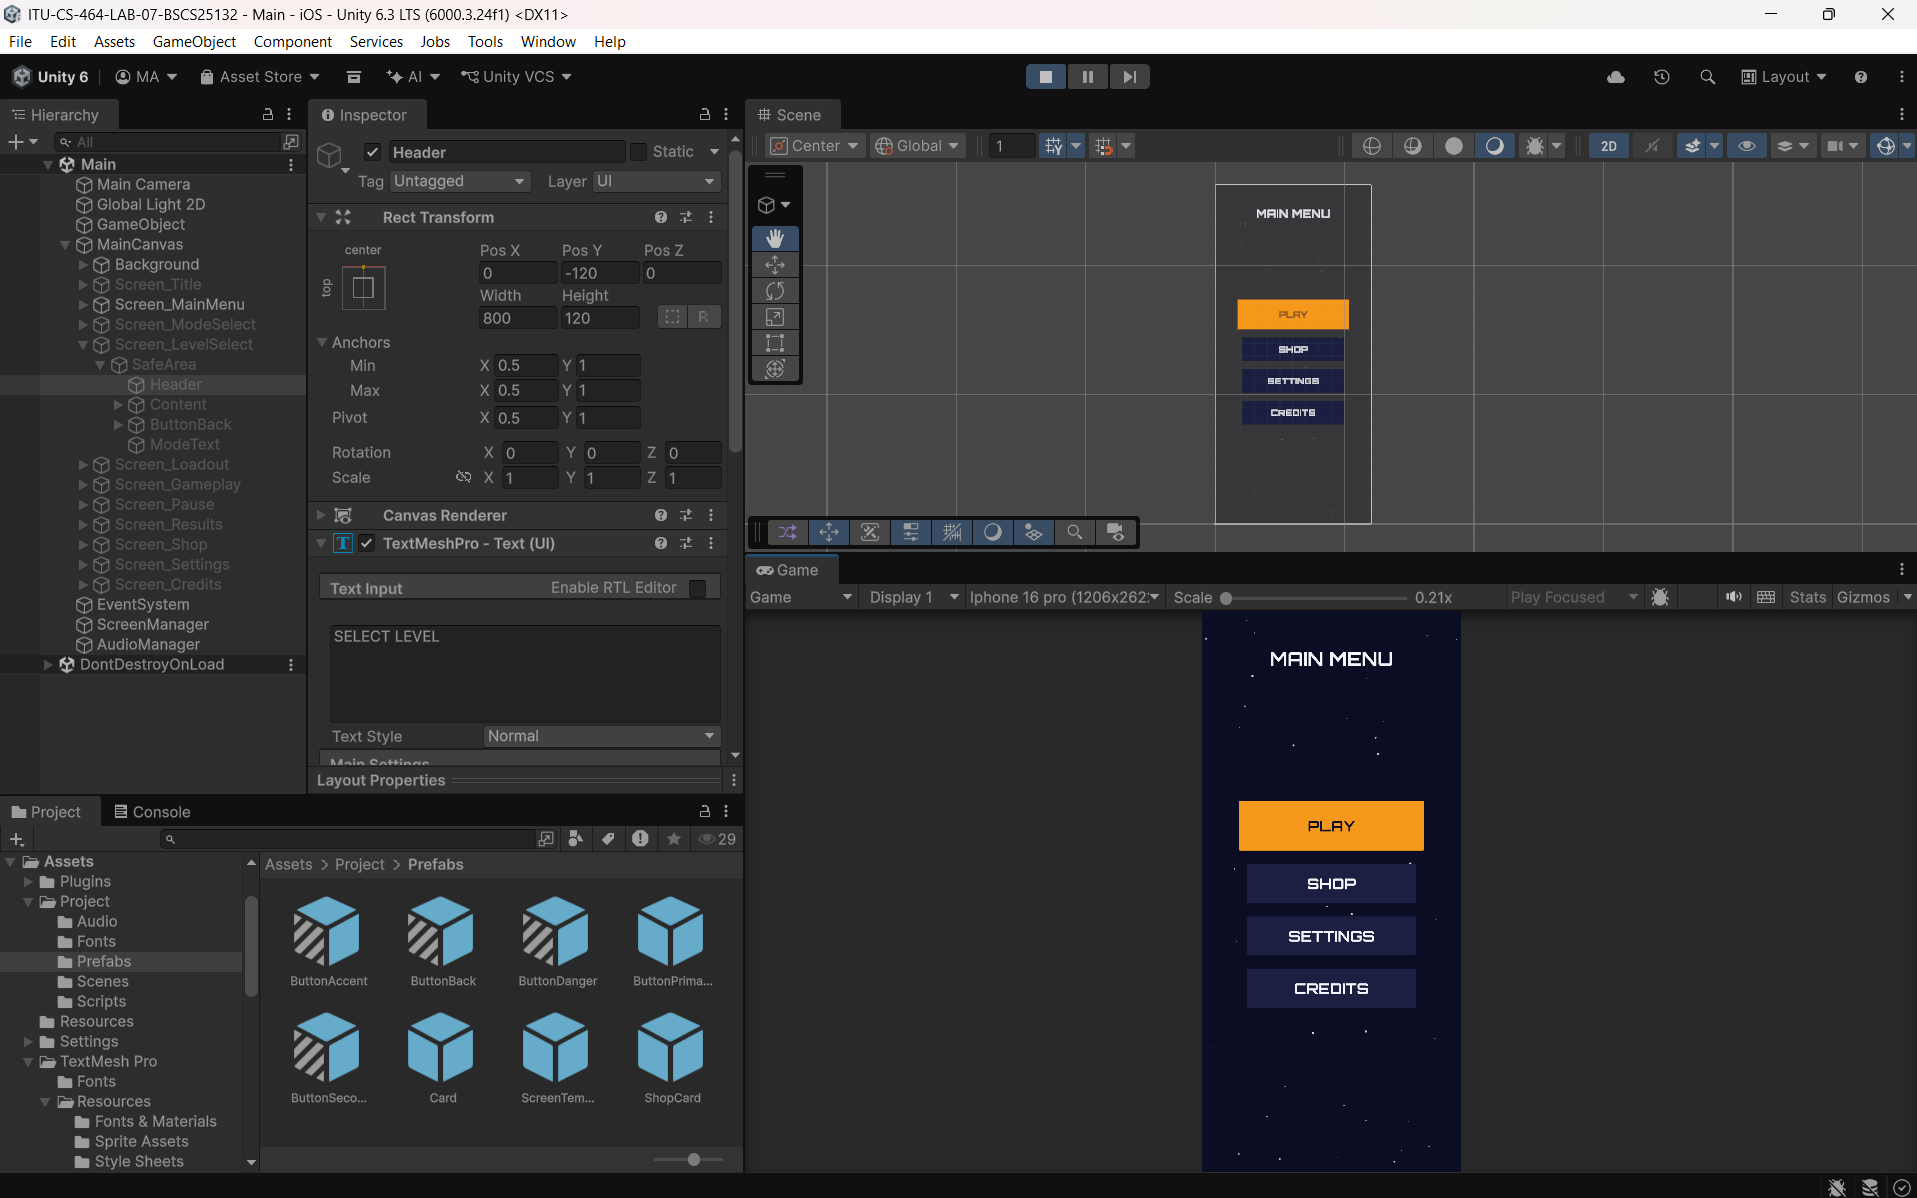 ITU-CS-464-LAB-07-BSCS25132 - Main - iOS - Unity 6.3 LTS (6000.3.24f1) <DX11>
File Edit Assets GameObject Component Services Jobs Tools Window Help
Unity 6 MA Asset Store AI Unity VCS Layout
Hierarchy
All
Main
Main Camera
Global Light 2D
GameObject
MainCanvas
Background
Screen_Title
Screen_MainMenu
Screen_ModeSelect
Screen_LevelSelect
SafeArea
Header
Content
ButtonBack
ModeText
Screen_Loadout
Screen_Gameplay
Screen_Pause
Screen_Results
Screen_Shop
Screen_Settings
Screen_Credits
EventSystem
ScreenManager
AudioManager
DontDestroyOnLoad
Inspector
Header Static
Tag Untagged Layer UI
Rect Transform
center
top
Pos X Pos Y Pos Z
0 -120 0
Width Height
800 120 R
Anchors
Min X 0.5 Y 1
Max X 0.5 Y 1
Pivot X 0.5 Y 1
Rotation X 0 Y 0 Z 0
Scale X 1 Y 1 Z 1
Canvas Renderer
TextMeshPro - Text (UI)
Text Input Enable RTL Editor
SELECT LEVEL
Text Style Normal
Main Settings
Layout Properties
Scene
Center Global 1 2D
MAIN MENU
PLAY
SHOP
SETTINGS
CREDITS
Game
Game Display 1 Iphone 16 pro (1206x262: Scale 0.21x Play Focused Stats Gizmos
MAIN MENU
PLAY
SHOP
SETTINGS
CREDITS
Project Console
29
Assets
Plugins
Project
Audio
Fonts
Prefabs
Scenes
Scripts
Resources
Settings
TextMesh Pro
Fonts
Resources
Fonts & Materials
Sprite Assets
Style Sheets
Assets > Project > Prefabs
ButtonAccent ButtonBack ButtonDanger ButtonPrima...
ButtonSeco... Card ScreenTem... ShopCard